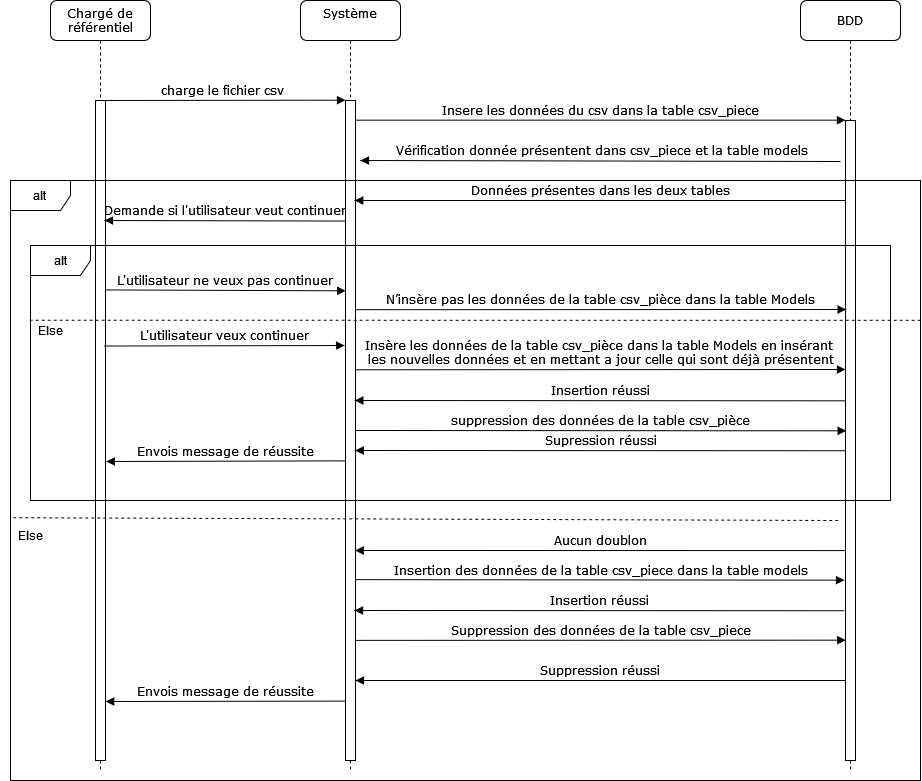 Chargé de
référentiel
Système
BDD
charge le fichier csv
Insere les données du csv dans la table csv_piece
Vérification donnée présentent dans csv_piece et la table models
alt
Données présentes dans les deux tables
Demande si l'utilisateur veut continuer
alt
L'utilisateur ne veux pas continuer
N'insère pas les données de la table csv_pièce dans la table Models
Else
L'utilisateur veux continuer
Insère les données de la table csv_pièce dans la table Models en insérant
les nouvelles données et en mettant a jour celle qui sont déjà présentent
Insertion réussi
suppression des données de la table csv_pièce
Supression réussi
Envois message de réussite
Else
Aucun doublon
Insertion des données de la table csv_piece dans la table models
Insertion réussi
Suppression des données de la table csv_piece
Suppression réussi
Envois message de réussite